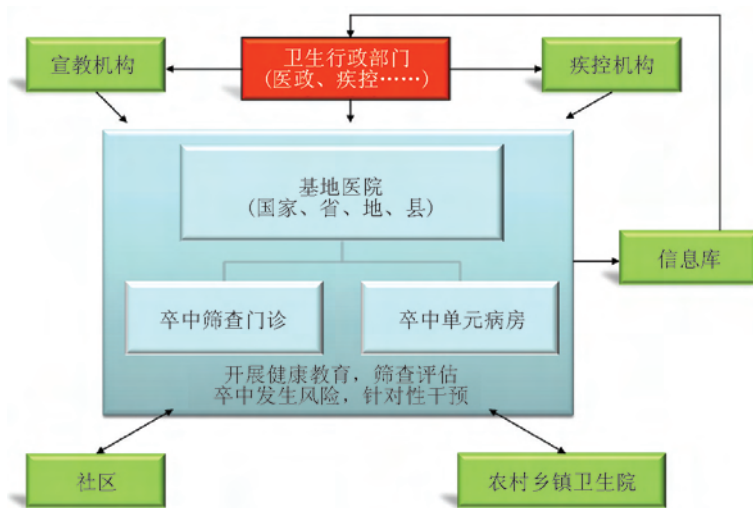 宣教机构
卫生行政部门
(医政、疾控……)
疾控机构
基地医院
(国家、省、地、县)
信息库
卒中筛查门诊
卒中单元病房
开展健康教育，筛查评估
卒中发生风险，针对性干预
社区
农村乡镇卫生院